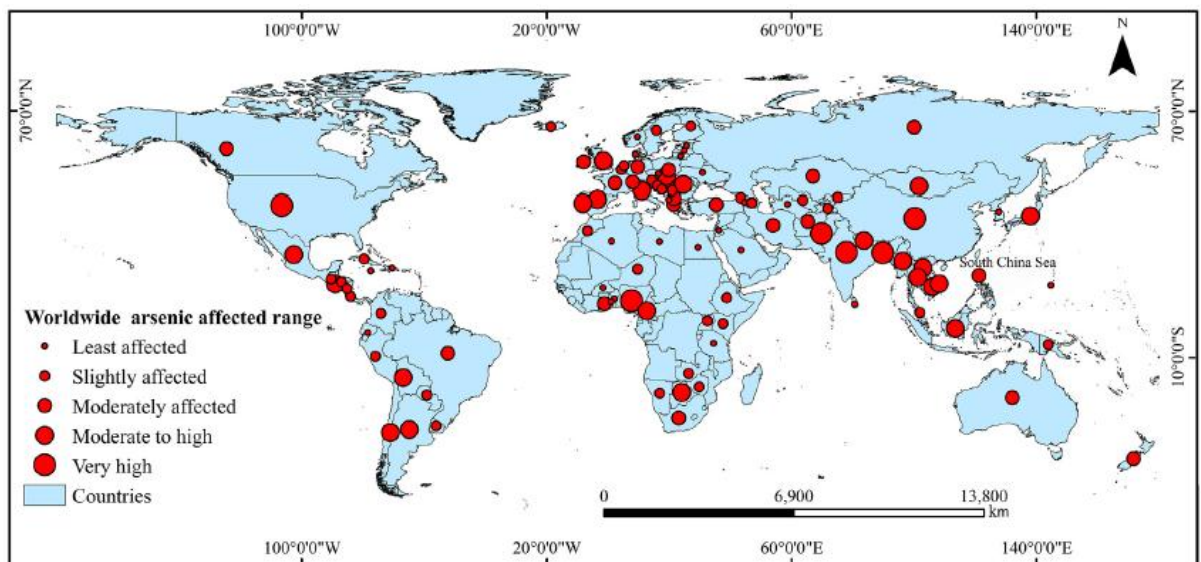 100°0'0"W 20°0'0"W 60°0'0"E 140°0'0"E
N
70°0'0"N 70°0'0"N
South China Sea
Worldwide arsenic affected range
Least affected
Slightly affected
Moderately affected
Moderate to high
Very high
Countries
10°0'0"S 10°0'0"S
0 6,900 13,800
km
100°0'0"W 20°0'0"W 60°0'0"E 140°0'0"E